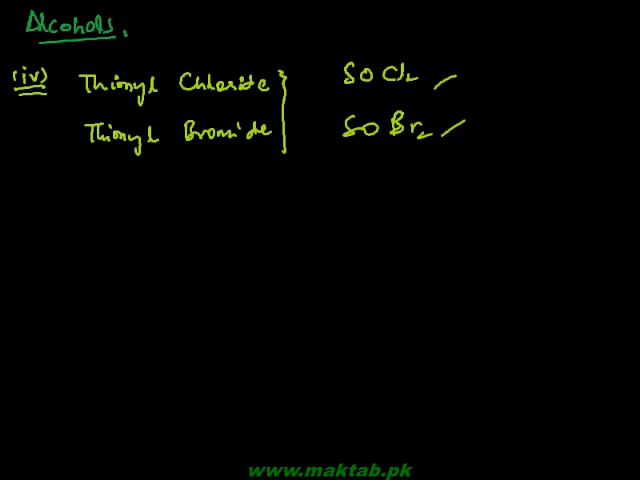 Alcohols.
(iv) Thionyl Chloride } SOCl2
Thionyl Bromide SOBr2
www.maktab.pk